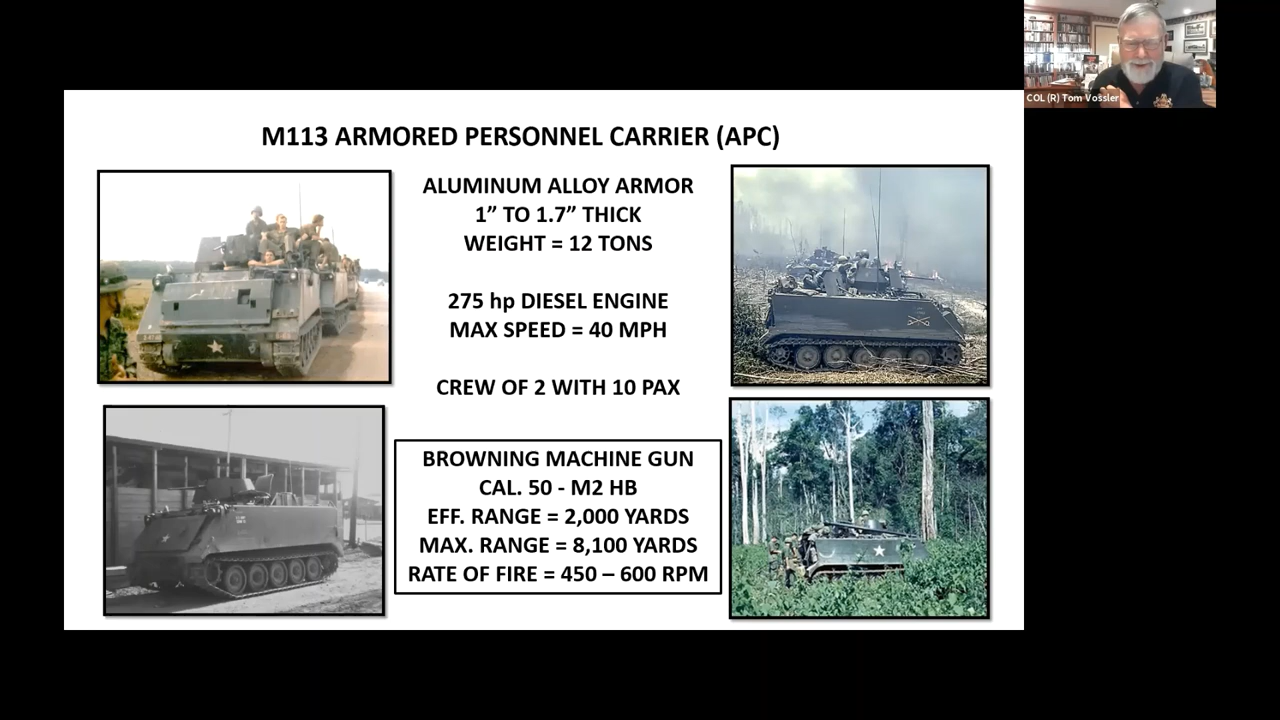 COL (R) Tom Vossler
M113 ARMORED PERSONNEL CARRIER (APC)
ALUMINUM ALLOY ARMOR
1” TO 1.7” THICK
WEIGHT = 12 TONS
275 hp DIESEL ENGINE
MAX SPEED = 40 MPH
CREW OF 2 WITH 10 PAX
BROWNING MACHINE GUN
CAL. 50 - M2 HB
EFF. RANGE = 2,000 YARDS
MAX. RANGE = 8,100 YARDS
RATE OF FIRE = 450 – 600 RPM